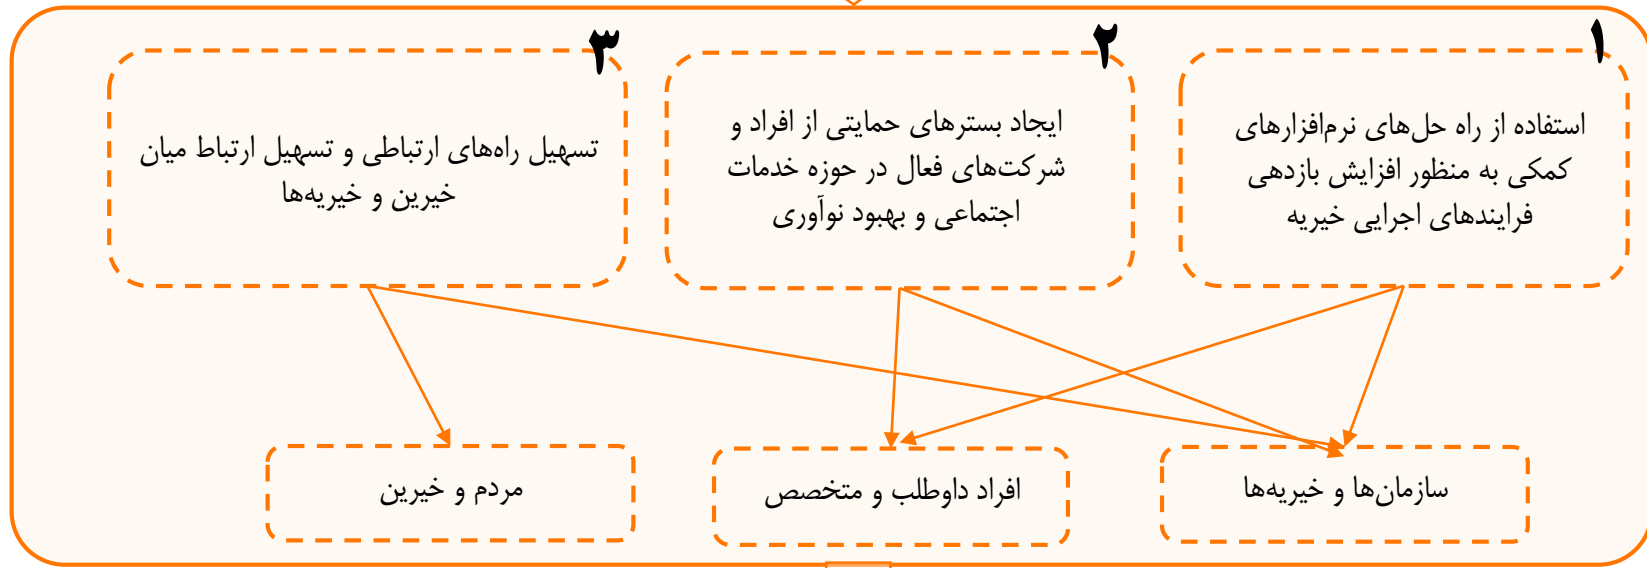 ۱
استفاده از راه حل‌های نرم‌افزارهای
کمکی به منظور افزایش بازدهی
فرایندهای اجرایی خیریه
۲
ایجاد بسترهای حمایتی از افراد و
شرکت‌های فعال در حوزه خدمات
اجتماعی و بهبود نوآوری
۳
تسهیل راه‌های ارتباطی و تسهیل ارتباط میان
خیرین و خیریه‌ها
سازمان‌ها و خیریه‌ها
افراد داوطلب و متخصص
مردم و خیرین